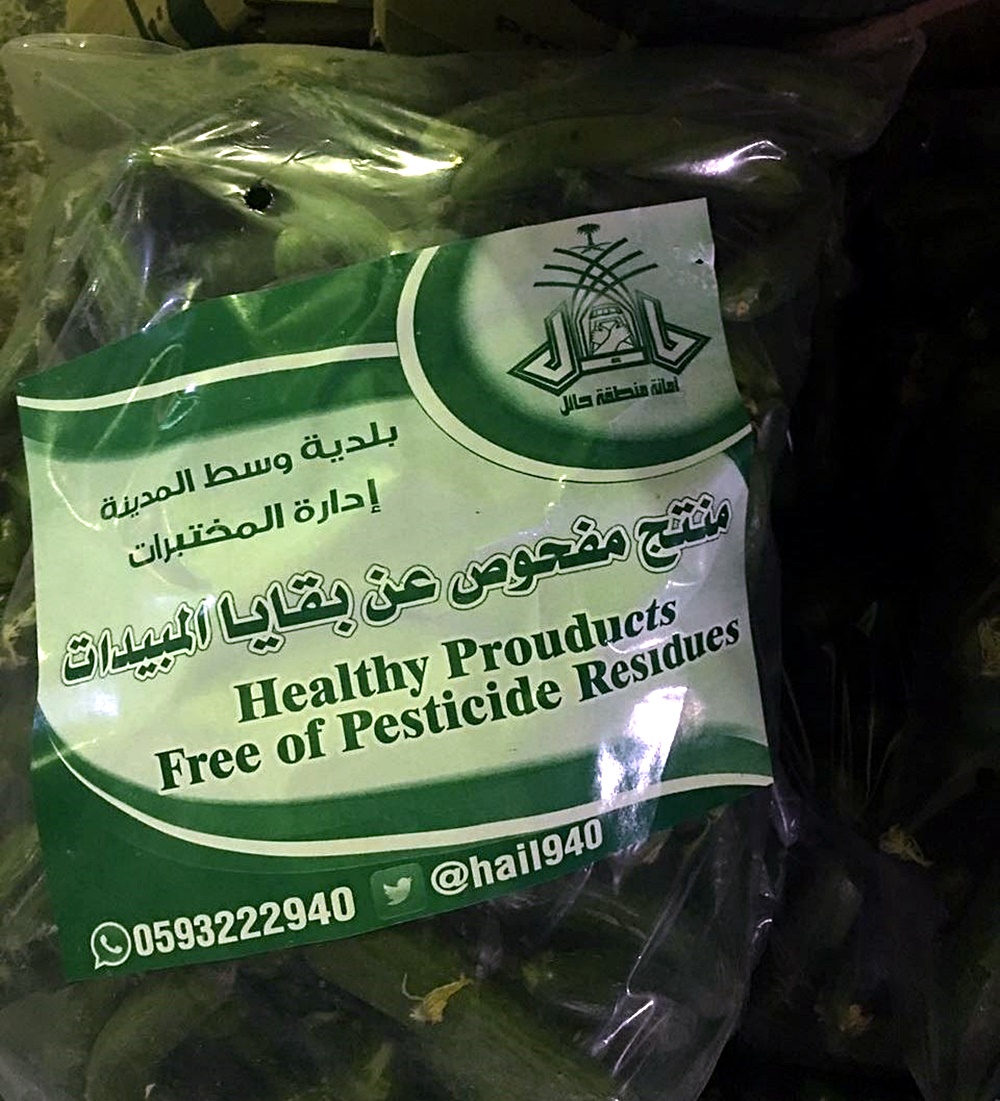 حائل
أمانة منطقة حائل
بلدية وسط المدينة
إدارة المختبرات
منتج مفحوص عن بقايا المبيدات
Healthy Prouducts
Free of Pesticide Residues
0593222940 @hail940